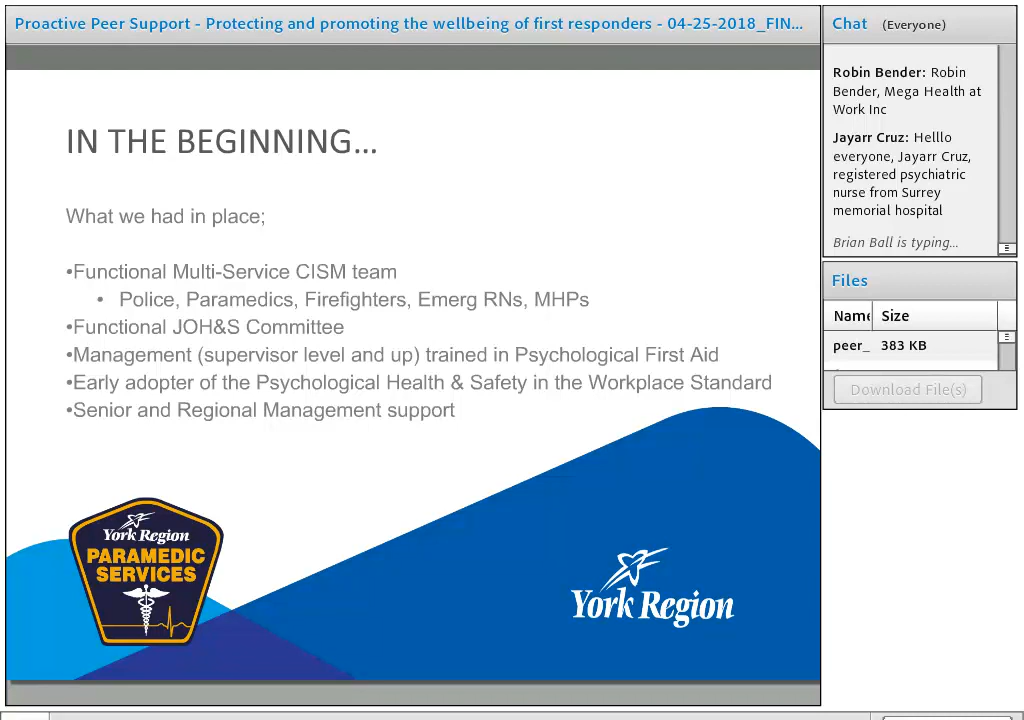 Proactive Peer Support - Protecting and promoting the wellbeing of first responders - 04-25-2018_FIN...
IN THE BEGINNING...
What we had in place;
•Functional Multi-Service CISM team
• Police, Paramedics, Firefighters, Emerg RNs, MHPs
•Functional JOH&S Committee
•Management (supervisor level and up) trained in Psychological First Aid
•Early adopter of the Psychological Health & Safety in the Workplace Standard
•Senior and Regional Management support
York Region
PARAMEDIC
SERVICES
York Region
Chat (Everyone)
Robin Bender: Robin
Bender, Mega Health at
Work Inc
Jayarr Cruz: Helllo
everyone, Jayarr Cruz,
registered psychiatric
nurse from Surrey
memorial hospital
Brian Ball is typing...
Files
Name Size
peer_ 383 KB
Download File(s)